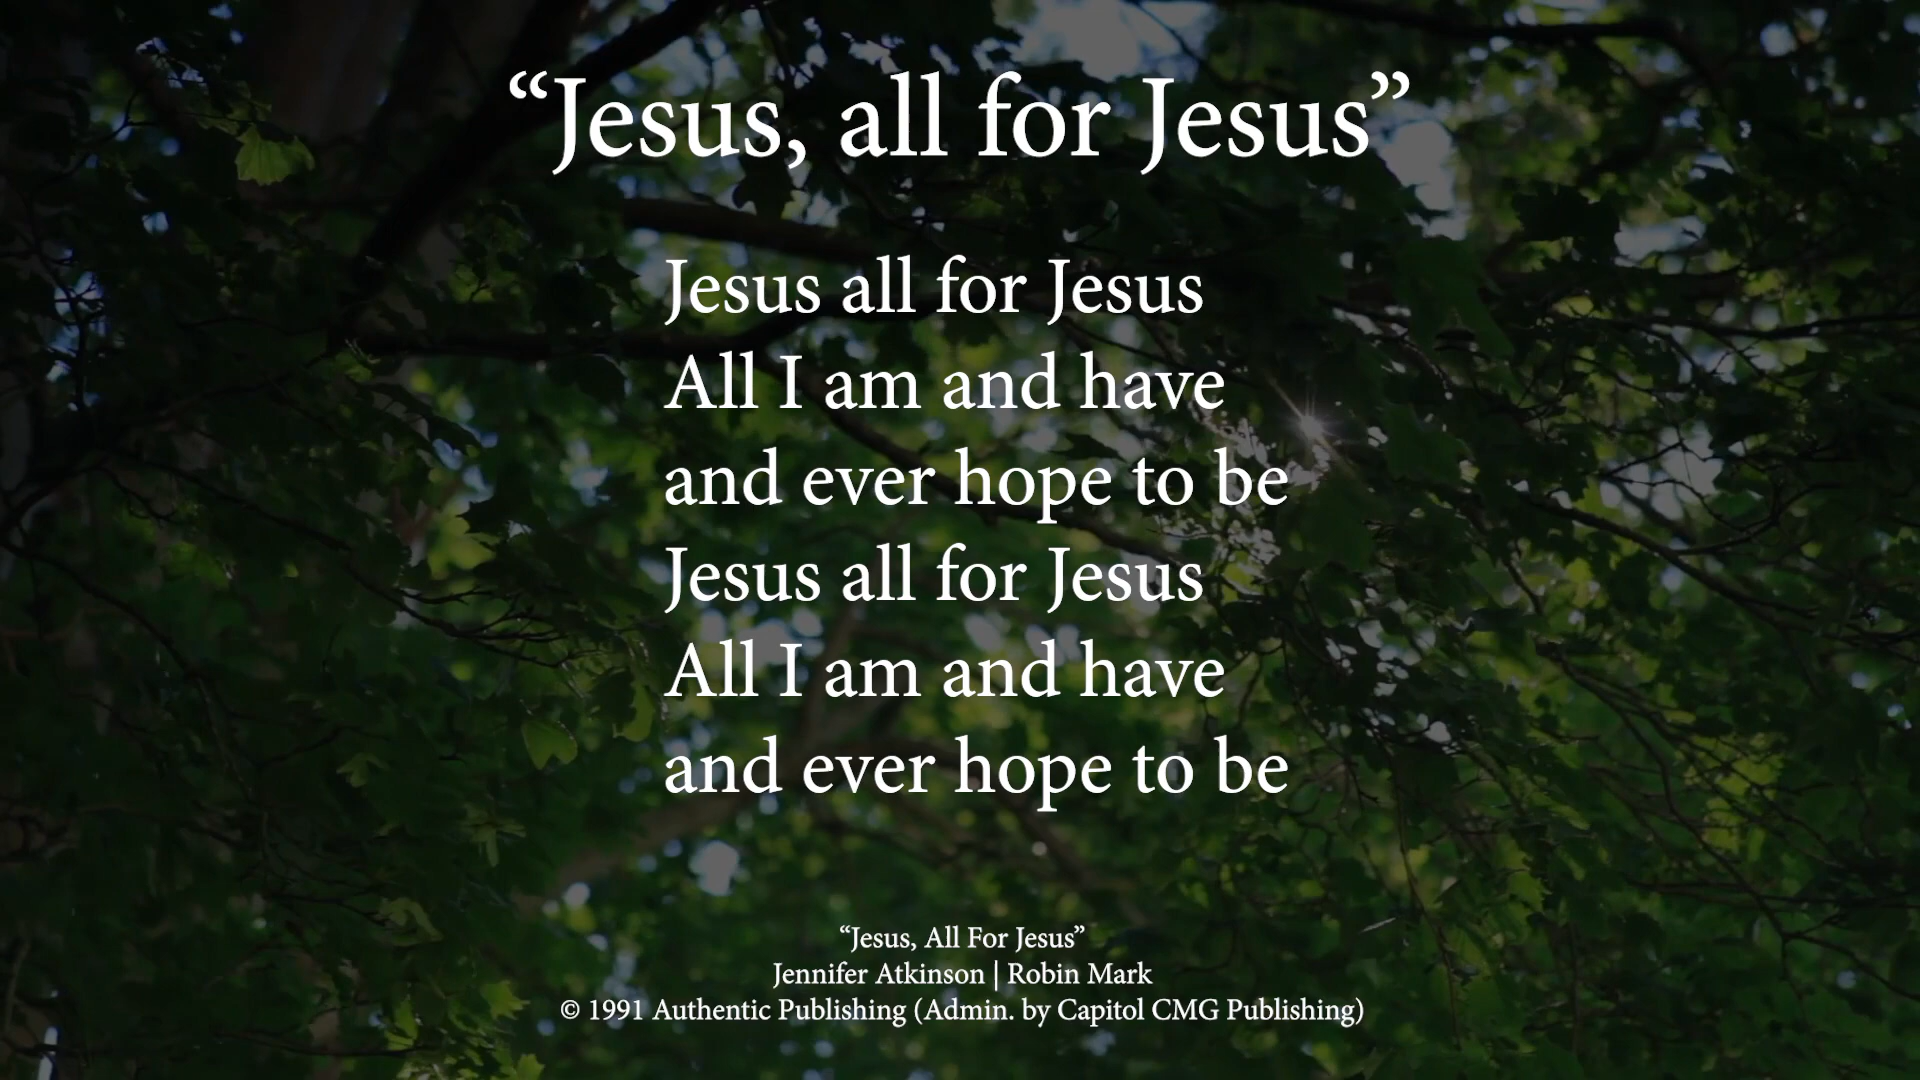 “Jesus, all for Jesus”
Jesus all for Jesus
All I am and have
and ever hope to be
Jesus all for Jesus
All I am and have
and ever hope to be
“Jesus, All For Jesus”
Jennifer Atkinson | Robin Mark
© 1991 Authentic Publishing (Admin. by Capitol CMG Publishing)